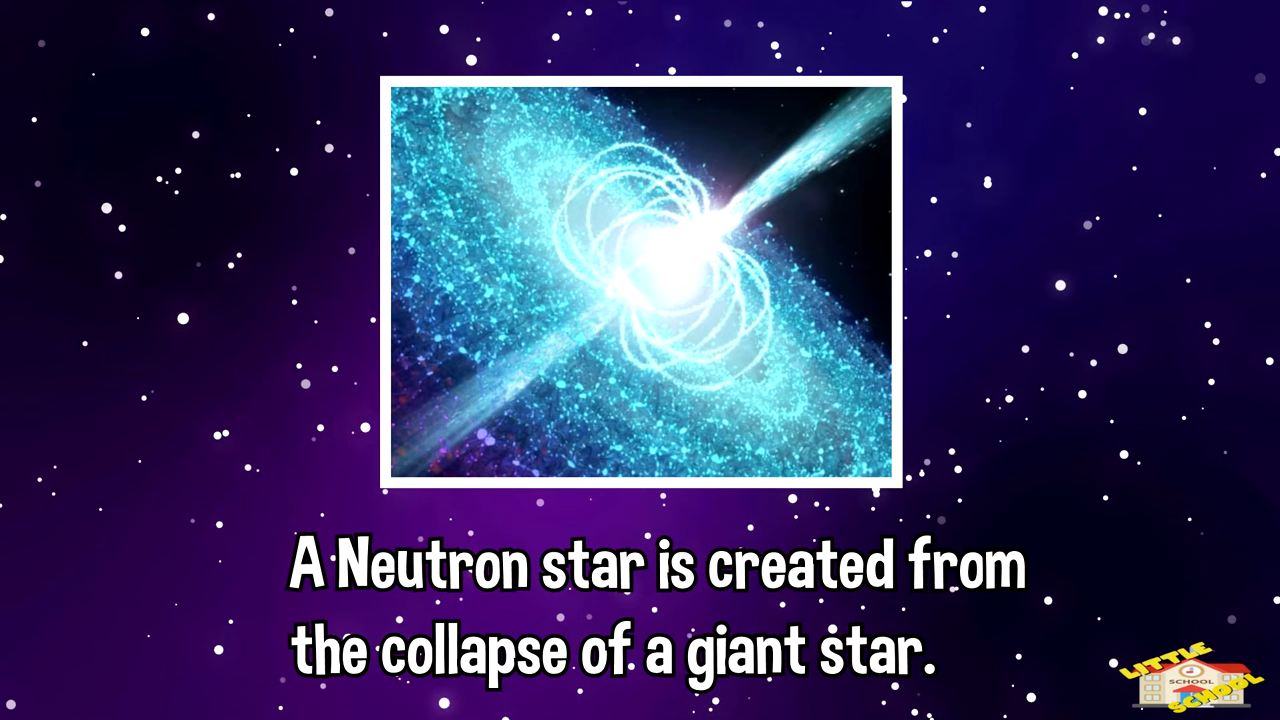 A Neutron star is created from
the collapse of a giant star.
LITTLE
SCHOOL
SCHOOL